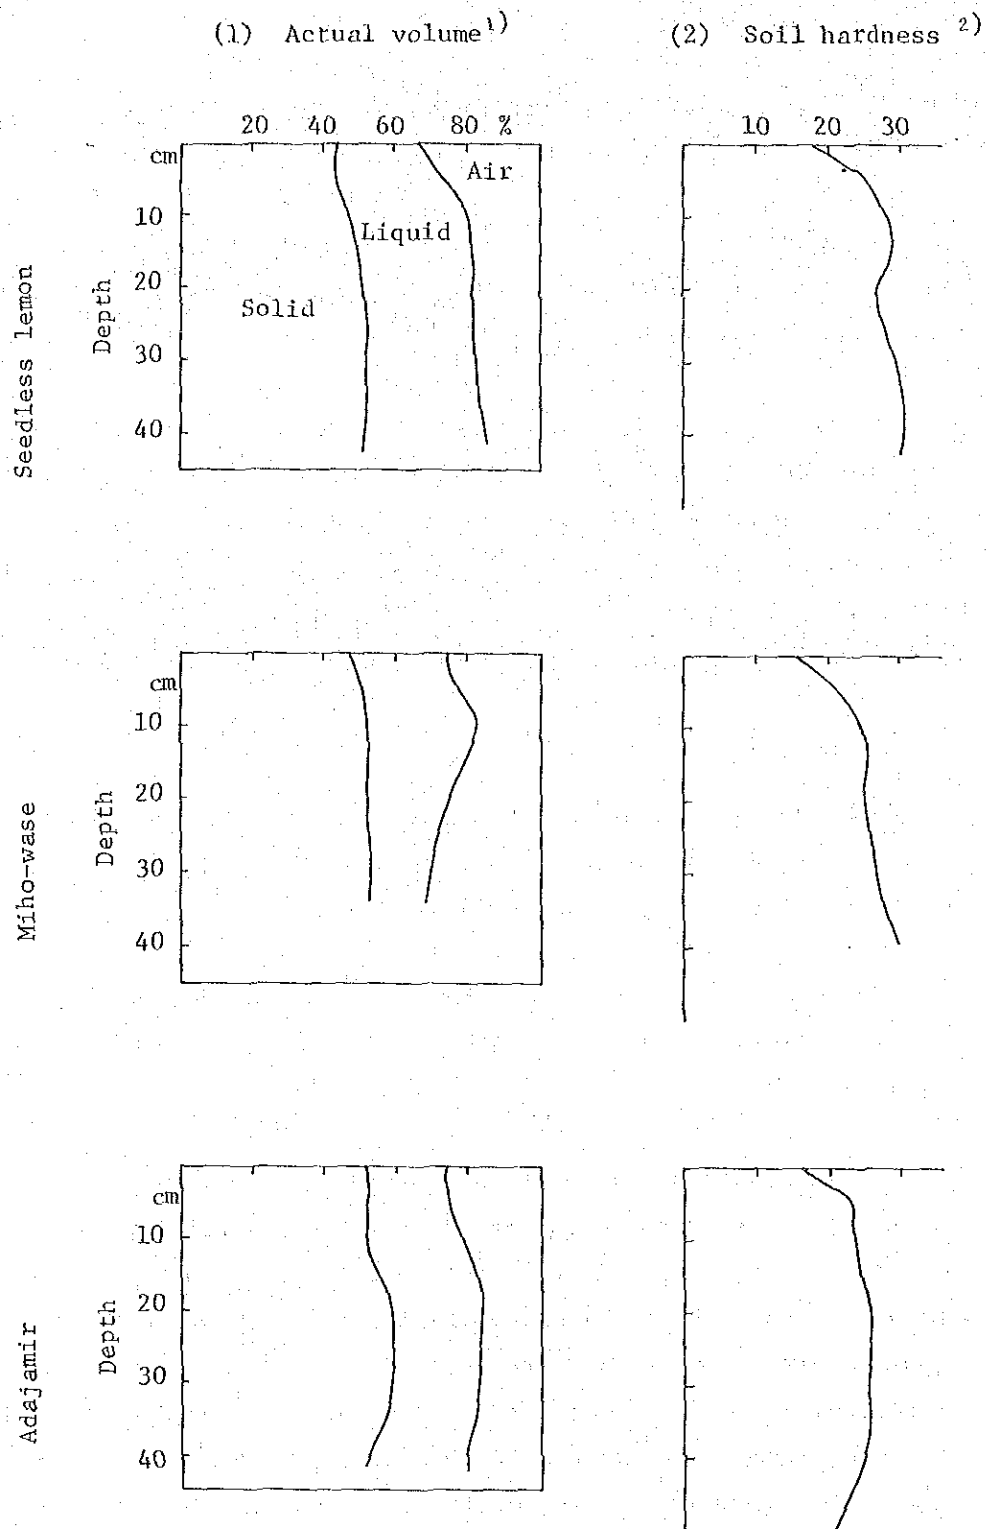 (1) Actual volume 1)
(2) Soil hardness 2)
20 40 60 80 %
10 20 30
cm
Air
10
Liquid
20
Solid
30
40
Depth
Seedless lemon
cm
10
20
30
40
Depth
Miho-wase
cm
10
20
30
40
Depth
Adajamir